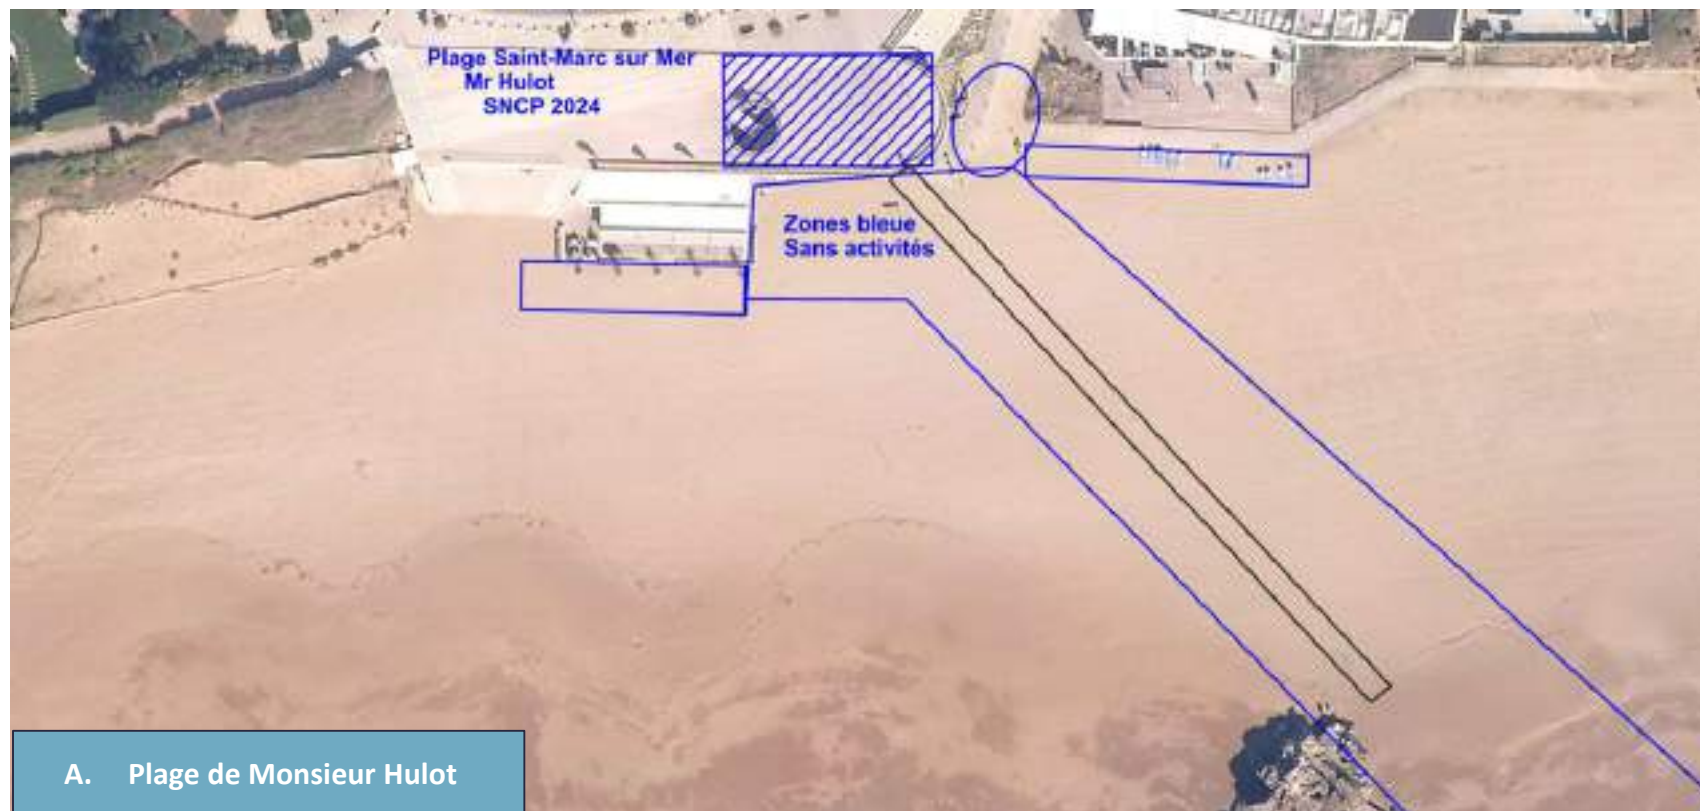 Plage Saint-Marc sur Mer
Mr Hulot
SNCP 2024
Zones bleue
Sans activités
A. Plage de Monsieur Hulot